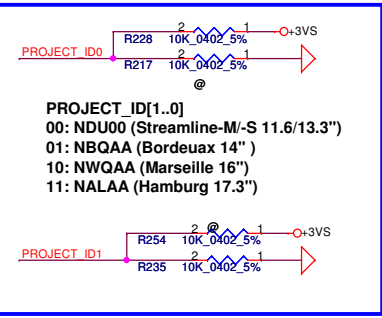 2 1 +3VS
R228 10K_0402_5%
PROJECT_ID0 2 1
R217 10K_0402_5%
@
PROJECT_ID[1..0]
00: NDU00 (Streamline-M/-S 11.6/13.3")
01: NBQAA (Bordeuax 14" )
10: NWQAA (Marseille 16")
11: NALAA (Hamburg 17.3")
2 @ 1 +3VS
R254 10K_0402_5%
PROJECT_ID1 2 1
R235 10K_0402_5%